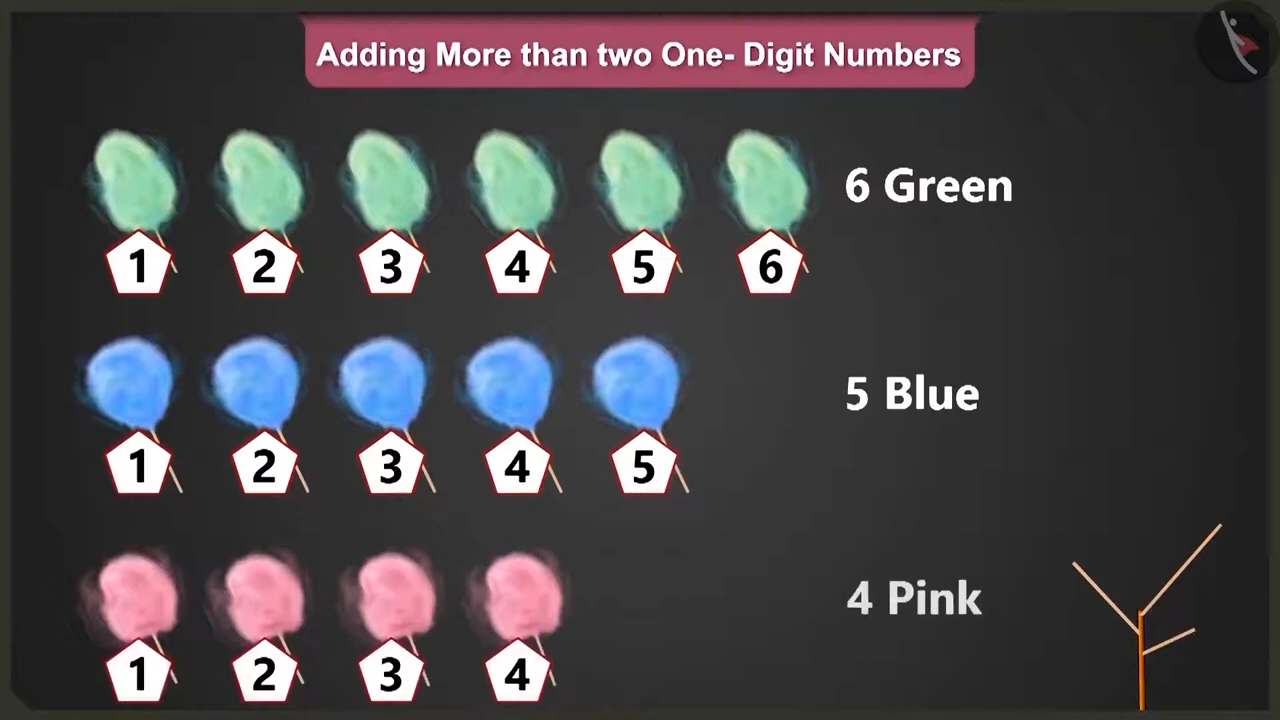 Adding More than two One- Digit Numbers
1 2 3 4 5 6
6 Green
1 2 3 4 5
5 Blue
1 2 3 4
4 Pink